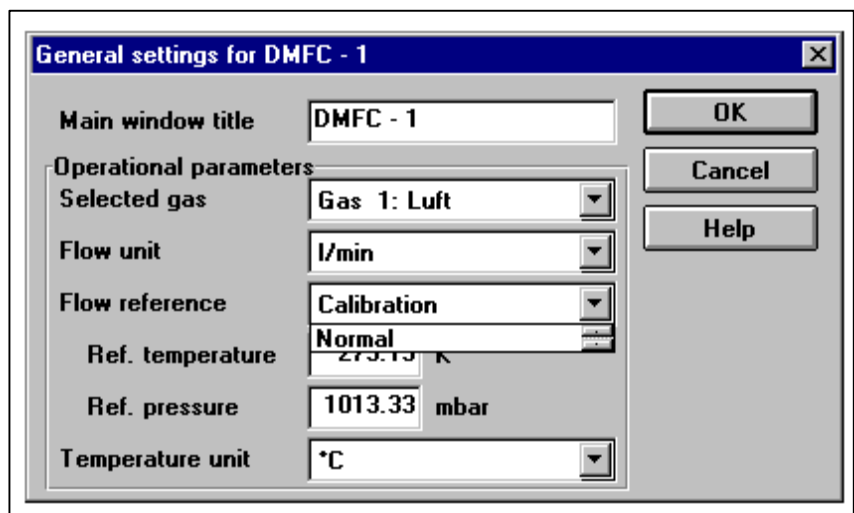 General settings for DMFC - 1
Main window title DMFC - 1
OK
Operational parameters
Cancel
Selected gas Gas 1: Luft
Help
Flow unit l/min
Flow reference Calibration
Normal
Ref. temperature K
Ref. pressure 1013.33 mbar
Temperature unit °C